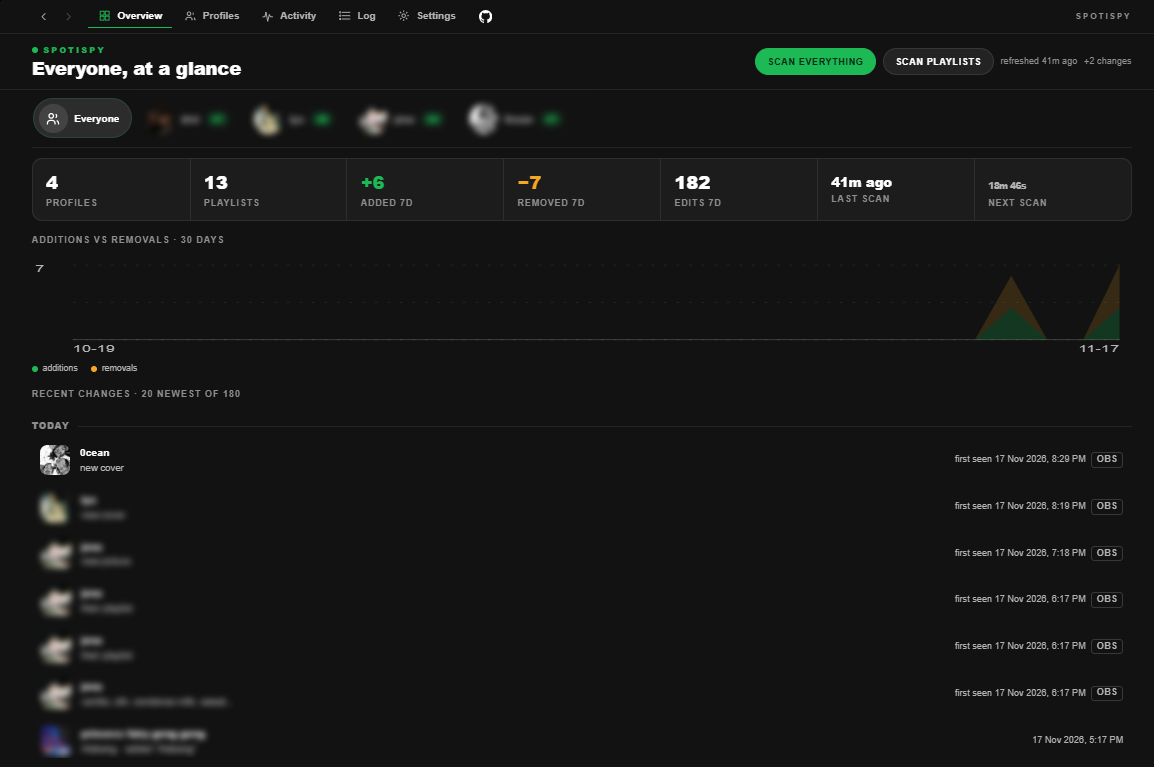 Overview
Profiles
Activity
Log
Settings
SPOTISPY
SPOTISPY
Everyone, at a glance
SCAN EVERYTHING
SCAN PLAYLISTS
refreshed 41m ago +2 changes
Everyone
4
PROFILES
13
PLAYLISTS
+6
ADDED 7D
−7
REMOVED 7D
182
EDITS 7D
41m ago
LAST SCAN
18m 46s
NEXT SCAN
ADDITIONS VS REMOVALS · 30 DAYS
7
10-19
11-17
additions
removals
RECENT CHANGES · 20 NEWEST OF 180
TODAY
0cean
new cover
first seen 17 Nov 2026, 8:29 PM OBS
first seen 17 Nov 2026, 8:19 PM OBS
first seen 17 Nov 2026, 7:18 PM OBS
first seen 17 Nov 2026, 6:17 PM OBS
first seen 17 Nov 2026, 6:17 PM OBS
first seen 17 Nov 2026, 6:17 PM OBS
17 Nov 2026, 5:17 PM